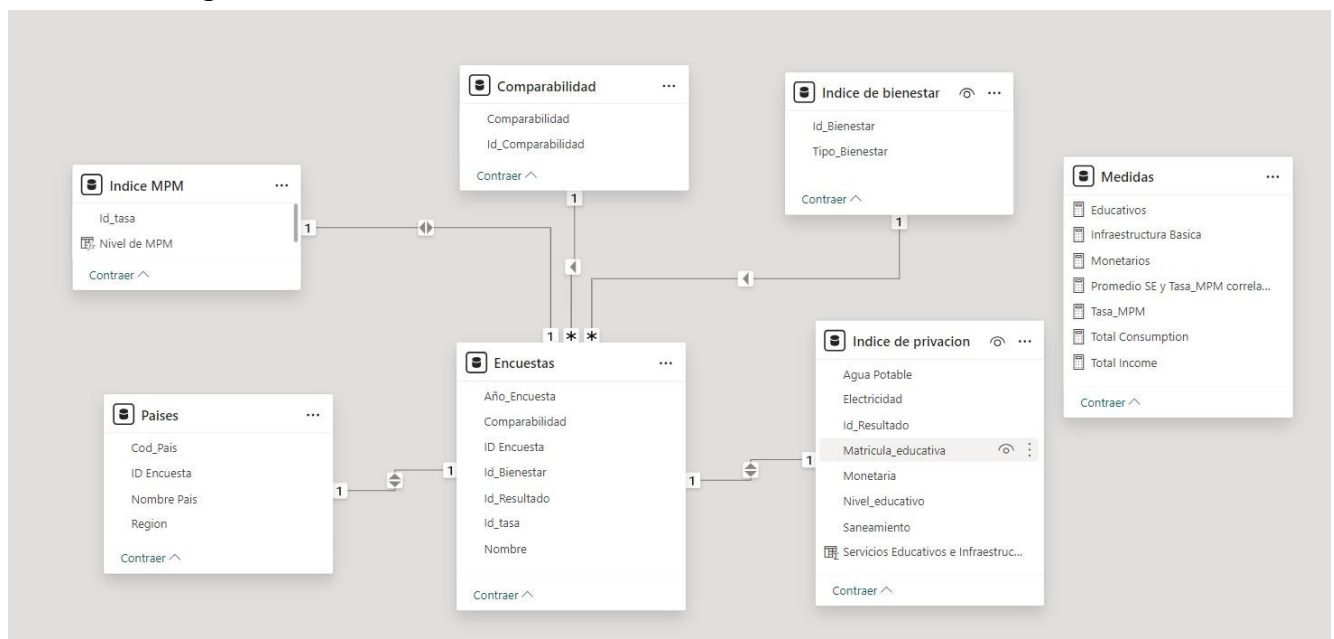 Comparabilidad
Comparabilidad
Id_Comparabilidad
Contraer
Indice de bienestar
Id_Bienestar
Tipo_Bienestar
Contraer
Indice MPM
Id_tasa
Nivel de MPM
Contraer
Medidas
Educativos
Infraestructura Basica
Monetarios
Promedio SE y Tasa_MPM correla...
Tasa_MPM
Total Consumption
Total Income
Contraer
1
1
1
1 * *
Paises
Cod_Pais
ID Encuesta
Nombre Pais
Region
Contraer
1
1
Encuestas
Año_Encuesta
Comparabilidad
ID Encuesta
Id_Bienestar
Id_Resultado
Id_tasa
Nombre
Contraer
1
1
Indice de privacion
Agua Potable
Electricidad
Id_Resultado
Matricula_educativa
Monetaria
Nivel_educativo
Saneamiento
Servicios Educativos e Infraestruc...
Contraer